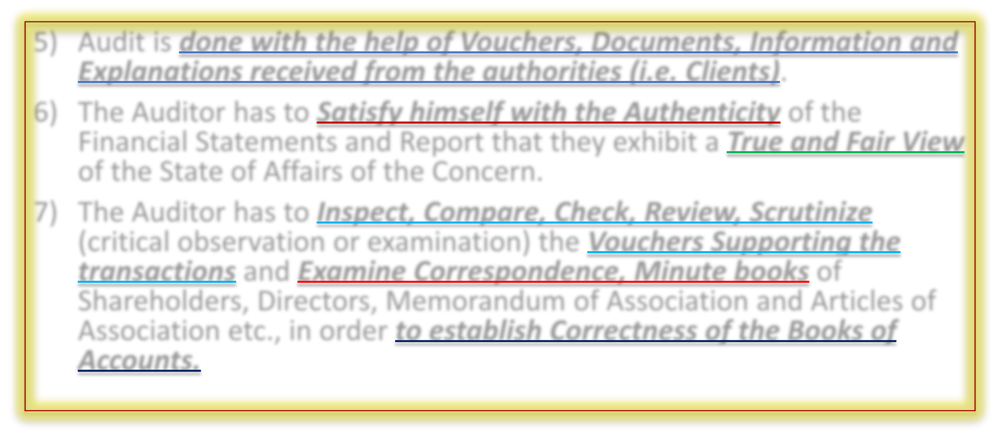 5) Audit is done with the help of Vouchers, Documents, Information and
Explanations received from the authorities (i.e. Clients).
6) The Auditor has to Satisfy himself with the Authenticity of the
Financial Statements and Report that they exhibit a True and Fair View
of the State of Affairs of the Concern.
7) The Auditor has to Inspect, Compare, Check, Review, Scrutinize
(critical observation or examination) the Vouchers Supporting the
transactions and Examine Correspondence, Minute books of
Shareholders, Directors, Memorandum of Association and Articles of
Association etc., in order to establish Correctness of the Books of
Accounts.